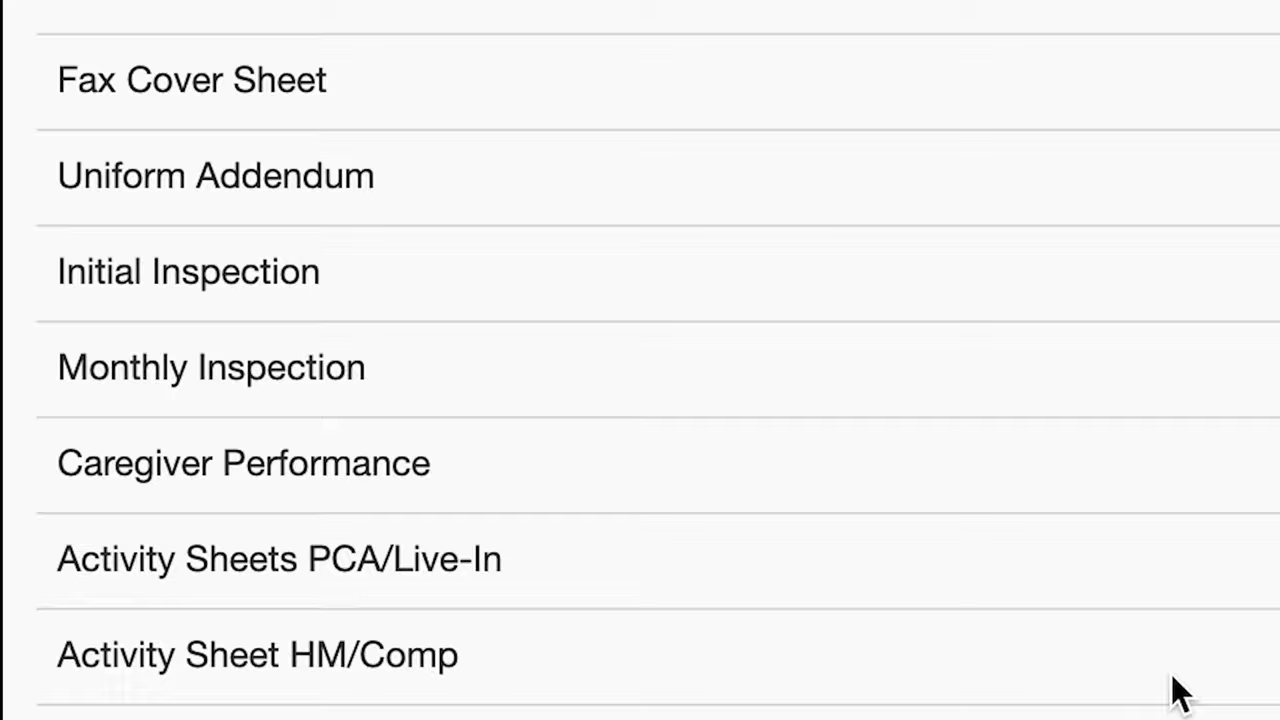 Fax Cover Sheet
Uniform Addendum
Initial Inspection
Monthly Inspection
Caregiver Performance
Activity Sheets PCA/Live-In
Activity Sheet HM/Comp